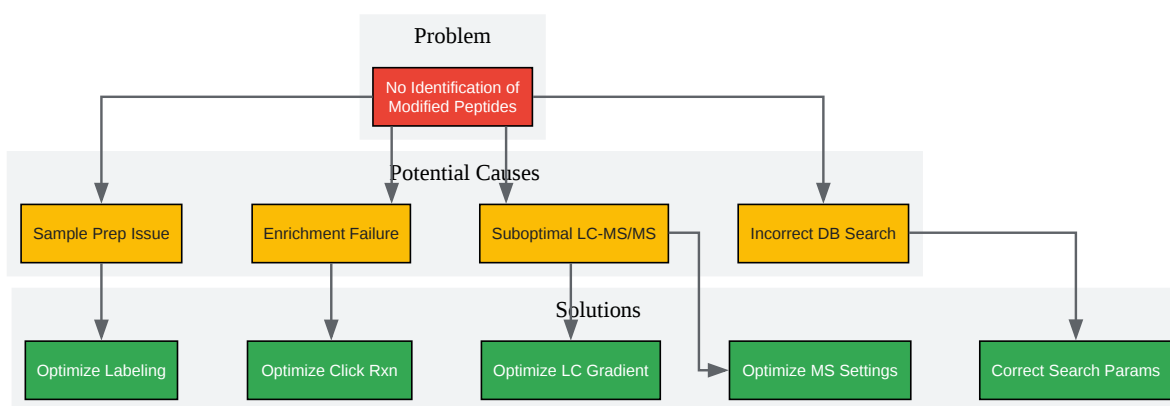 Problem
No Identification of
Modified Peptides
Potential Causes
Sample Prep Issue
Enrichment Failure
Suboptimal LC-MS/MS
Incorrect DB Search
Solutions
Optimize Labeling
Optimize Click Rxn
Optimize LC Gradient
Optimize MS Settings
Correct Search Params